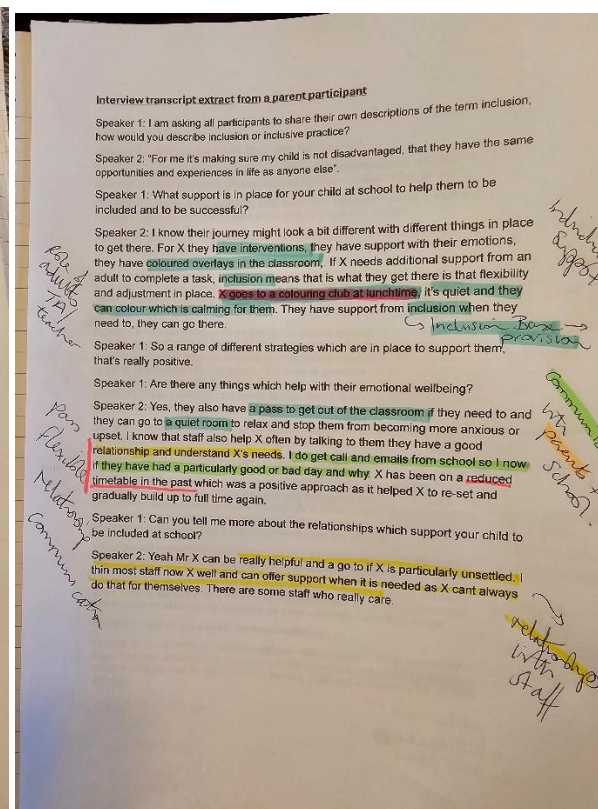 Interview transcript extract from a parent participant
Speaker 1: I am asking all participants to share their own descriptions of the term inclusion,
how would you describe inclusion or inclusive practice?
Speaker 2: "For me it's making sure my child is not disadvantaged, that they have the same
opportunities and experiences in life as anyone else".
Speaker 1: What support is in place for your child at school to help them to be
included and to be successful?
Speaker 2: I know their journey might look a bit different with different things in place
to get there. For X they have interventions, they have support with their emotions,
they have coloured overlays in the classroom. If X needs additional support from an
adult to complete a task, inclusion means that is what they get there is that flexibility
and adjustment in place. X goes to a colouring club at lunchtime, it's quiet and they
can colour which is calming for them. They have support from inclusion when they
need to, they can go there.
Inclusion Base
provision
Speaker 1: So a range of different strategies which are in place to support them,
that's really positive.
Speaker 1: Are there any things which help with their emotional wellbeing?
Speaker 2: Yes, they also have a pass to get out of the classroom if they need to and
they can go to a quiet room to relax and stop them from becoming more anxious or
upset. I know that staff also help X often by talking to them they have a good
relationship and understand X's needs. I do get call and emails from school so I now
if they have had a particularly good or bad day and why. X has been on a reduced
timetable in the past which was a positive approach as it helped X to re-set and
gradually build up to full time again.
Speaker 1: Can you tell me more about the relationships which support your child to
be included at school?
Speaker 2: Yeah Mr X can be really helpful and a go to if X is particularly unsettled. I
thin most staff now X well and can offer support when it is needed as X cant always
do that for themselves. There are some staff who really care.
Role of
adults
TA/
teacher
pass
flexible
relationship
communication
support
with
parents +
school.
relationships
with
staff